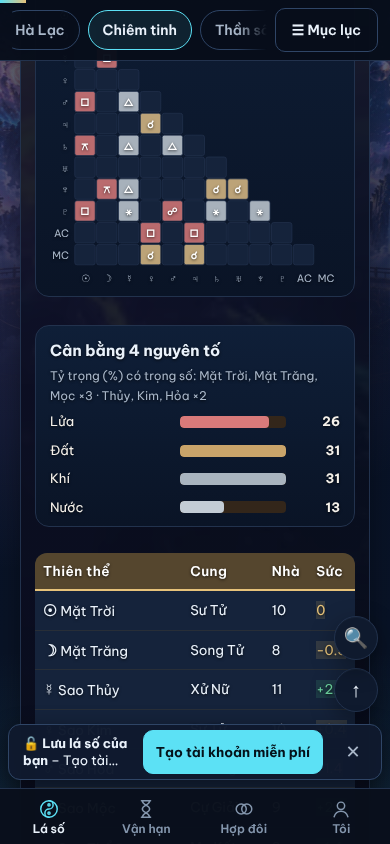 Hà Lạc
Chiêm tinh
Thần số
☰ Mục lục
♀
♂
♃
♄
♅
♆
♇
AC
MC
☉ ☽ ☿ ♀ ♂ ♃ ♄ ♅ ♆ ♇ AC MC
Cân bằng 4 nguyên tố
Tỷ trọng (%) có trọng số: Mặt Trời, Mặt Trăng,
Mọc ×3 · Thủy, Kim, Hỏa ×2
Lửa 26
Đất 31
Khí 31
Nước 13
Thiên thể Cung Nhà Sức
☉ Mặt Trời Sư Tử 10 0
☽ Mặt Trăng Song Tử 8
☿ Sao Thủy Xử Nữ 11 +2
🔓 Lưu lá số của
bạn – Tạo tài...
Tạo tài khoản miễn phí
✕
Lá số
Vận hạn
Hợp đôi
Tôi